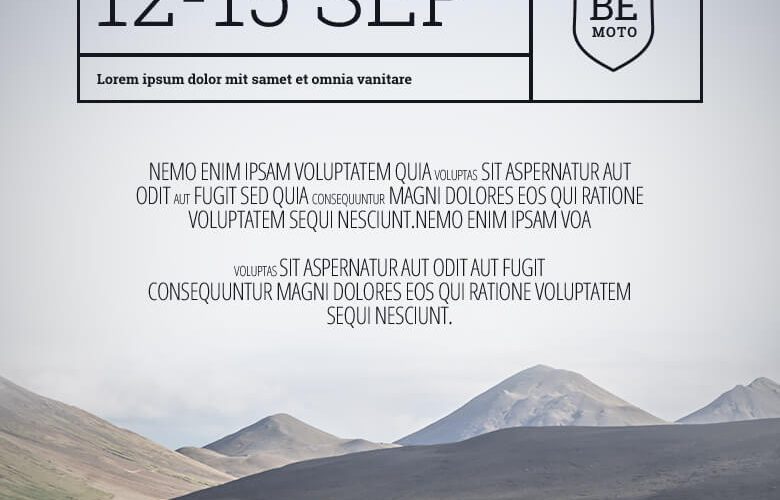 12-15 SEP
BE
MOTO
Lorem ipsum dolor mit samet et omnia vanitare
NEMO ENIM IPSAM VOLUPTATEM QUIA VOLUPTAS SIT ASPERNATUR AUT
ODIT AUT FUGIT SED QUIA CONSEQUUNTUR MAGNI DOLORES EOS QUI RATIONE
VOLUPTATEM SEQUI NESCIUNT.NEMO ENIM IPSAM VOA
VOLUPTAS SIT ASPERNATUR AUT ODIT AUT FUGIT
CONSEQUUNTUR MAGNI DOLORES EOS QUI RATIONE VOLUPTATEM
SEQUI NESCIUNT.